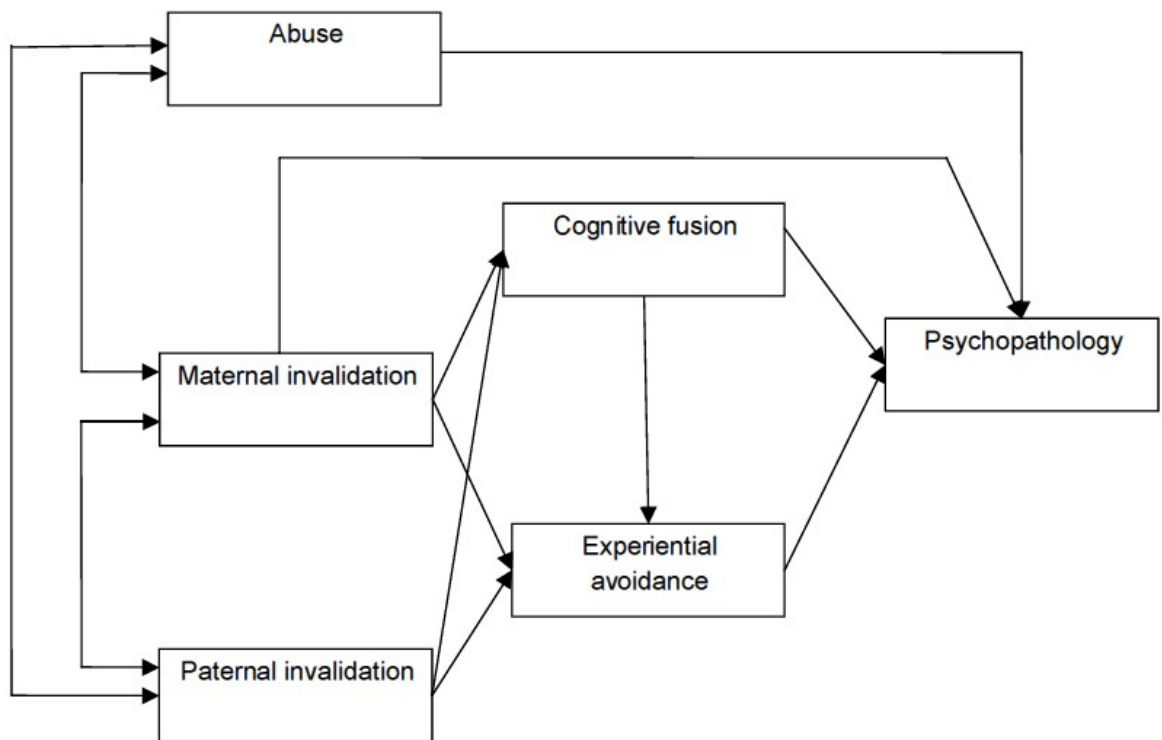 Abuse
Cognitive fusion
Psychopathology
Maternal invalidation
Experiential
avoidance
Paternal invalidation